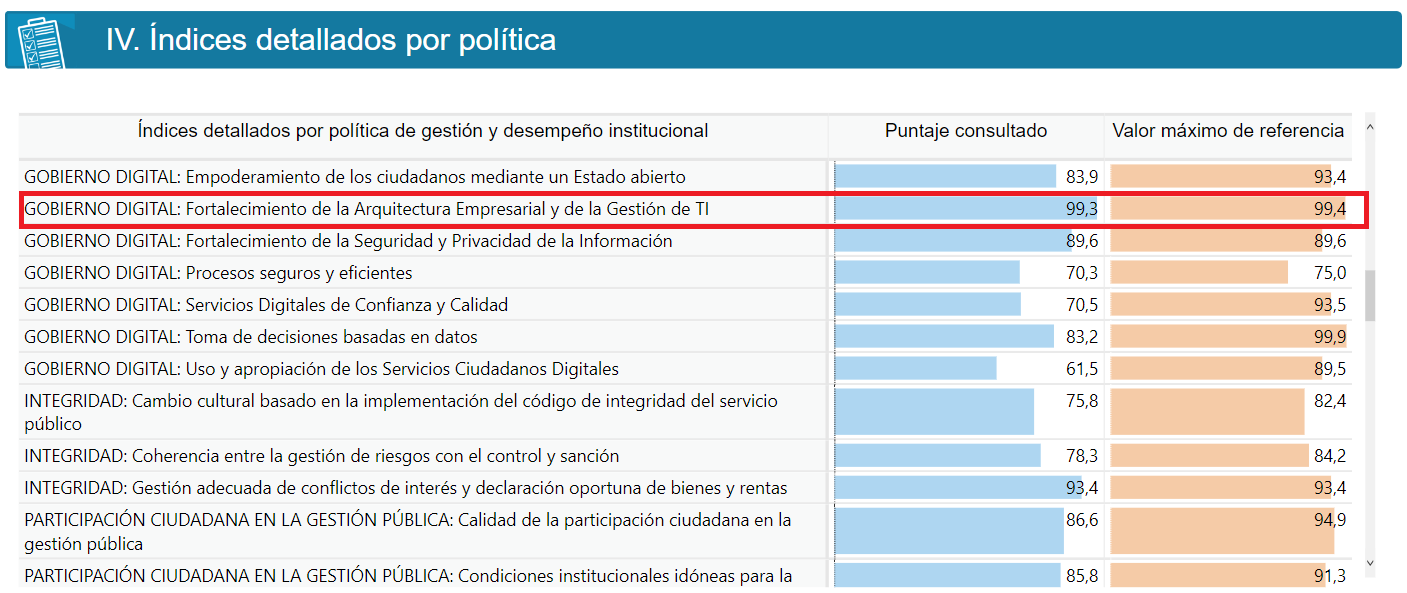 IV. Índices detallados por política
Índices detallados por política de gestión y desempeño institucional Puntaje consultado Valor máximo de referencia
GOBIERNO DIGITAL: Empoderamiento de los ciudadanos mediante un Estado abierto 83,9 93,4
GOBIERNO DIGITAL: Fortalecimiento de la Arquitectura Empresarial y de la Gestión de TI 99,3 99,4
GOBIERNO DIGITAL: Fortalecimiento de la Seguridad y Privacidad de la Información 89,6 89,6
GOBIERNO DIGITAL: Procesos seguros y eficientes 70,3 75,0
GOBIERNO DIGITAL: Servicios Digitales de Confianza y Calidad 70,5 93,5
GOBIERNO DIGITAL: Toma de decisiones basadas en datos 83,2 99,9
GOBIERNO DIGITAL: Uso y apropiación de los Servicios Ciudadanos Digitales 61,5 89,5
INTEGRIDAD: Cambio cultural basado en la implementación del código de integridad del servicio 75,8 82,4
público
INTEGRIDAD: Coherencia entre la gestión de riesgos con el control y sanción 78,3 84,2
INTEGRIDAD: Gestión adecuada de conflictos de interés y declaración oportuna de bienes y rentas 93,4 93,4
PARTICIPACIÓN CIUDADANA EN LA GESTIÓN PÚBLICA: Calidad de la participación ciudadana en la 86,6 94,9
gestión pública
PARTICIPACIÓN CIUDADANA EN LA GESTIÓN PÚBLICA: Condiciones institucionales idóneas para la 85,8 91,3